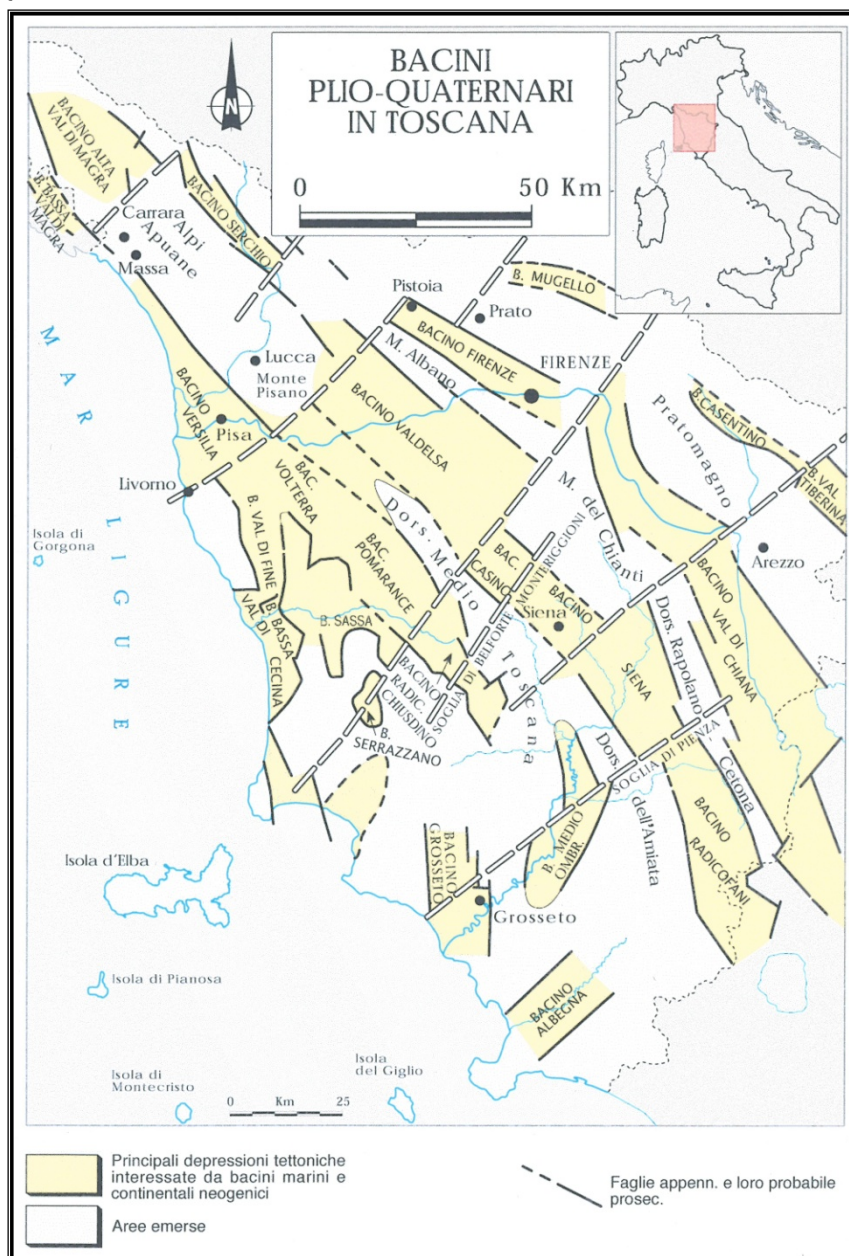 BACINI
PLIO-QUATERNARI
IN TOSCANA
0 50 Km
N
BACINO ALTA
VAL DI MAGRA
B. BASSA
VAL DI
MAGRA
BACINO SERCHIO
Carrara
Alpi
Apuane
Massa
Pistoia
Prato
B. MUGELLO
BACINO FIRENZE
FIRENZE
M. Albano
Lucca
Monte
Pisano
BACINO
VERSILIA
Pisa
BACINO VALDELSA
Pratomagno
B. CASENTINO
B. VAL
TIBERINA
MAR LIGURE
Livorno
BAC.
VOLTERRA
M. del Chianti
Arezzo
Isola di
Gorgona
B. VAL DI FINE
Dors. Medio Toscana
BAC.
POMARANCE
BAC.
CASINO
SOGLIA DI BELFORTE MONTERIGGIONI
BACINO
SIENA
Siena
BACINO
VAL DI CHIANA
B. BASSA
VAL DI
CECINA
B. SASSA
BACINO
RADIC.
CHIUSDINO
B.
SERRAZZANO
Dors. Rapolano
Cetona
SOGLIA DI PIENZA
Dors.
dell'Amiata
BACINO
RADICOFANI
B. MEDIO
OMBR.
BACINO
GROSSETO
Grosseto
Isola d'Elba
Isola di Pianosa
BACINO
ALBEGNA
Isola di
Montecristo
Isola
del Giglio
0 Km 25
Principali depressioni tettoniche
interessate da bacini marini e
continentali neogenici
Aree emerse
Faglie appenn. e loro probabile
prosec.